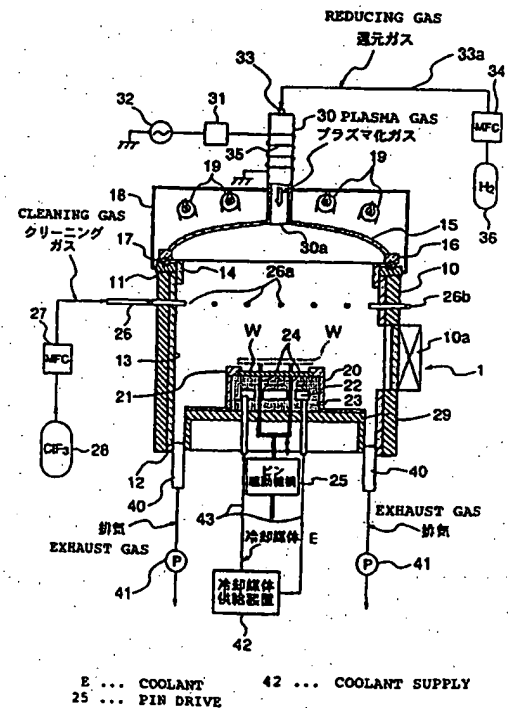 REDUCING GAS
還元ガス
33
33a
34
32
31
30 PLASMA GAS
プラズマ化ガス
MFC
35
19
19
H2
18
36
CLEANING GAS
クリーニング
ガス
15
17
30a
16
11
14
10
26a
26b
27
26
W
24
W
10a
MFC
13
20
21
22
1
23
ClF3
28
29
12
40
ピン
駆動機構
25
40
排気
43
冷却媒体
E
排気
EXHAUST GAS
EXHAUST GAS
P
P
41
冷却媒体
供給装置
41
42
E ... COOLANT
42 ... COOLANT SUPPLY
25 ... PIN DRIVE